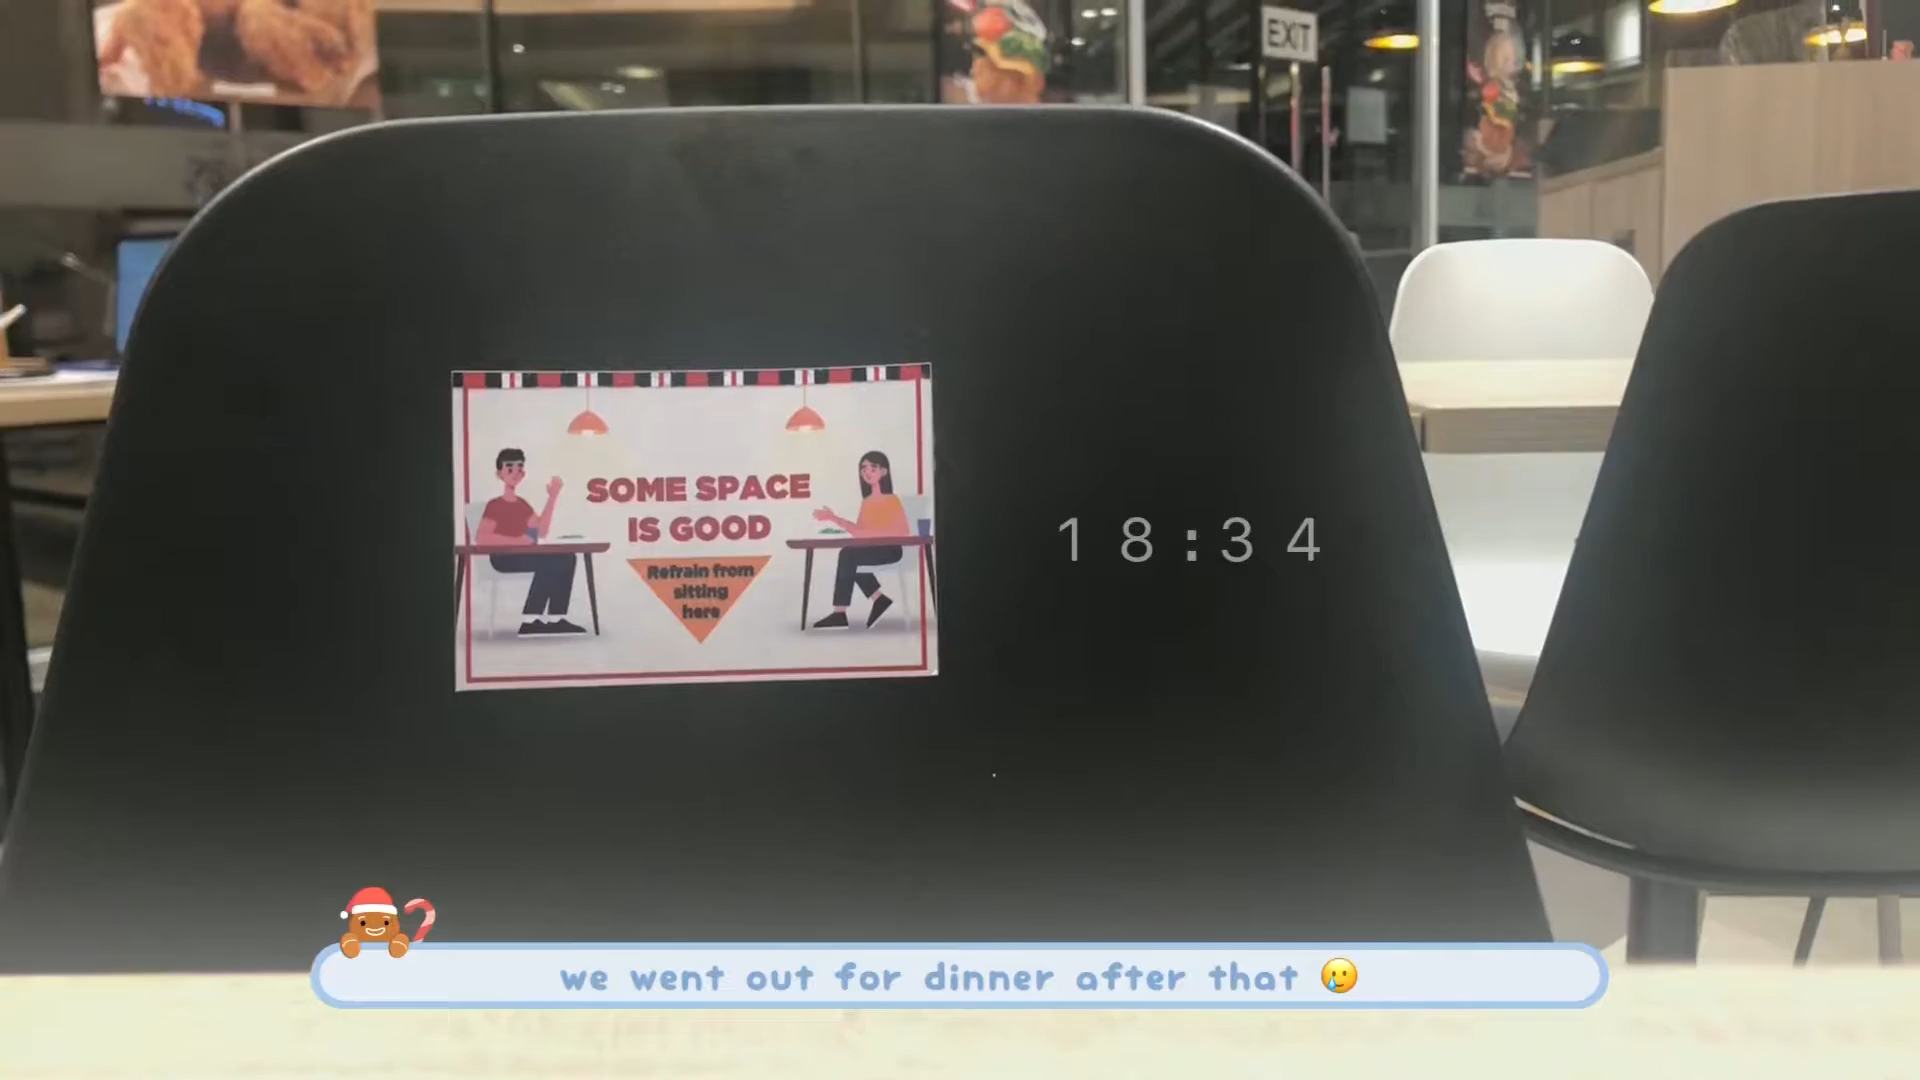 EXIT
SOME SPACE
IS GOOD
Refrain from
sitting
here
18:34
we went out for dinner after that 🥲